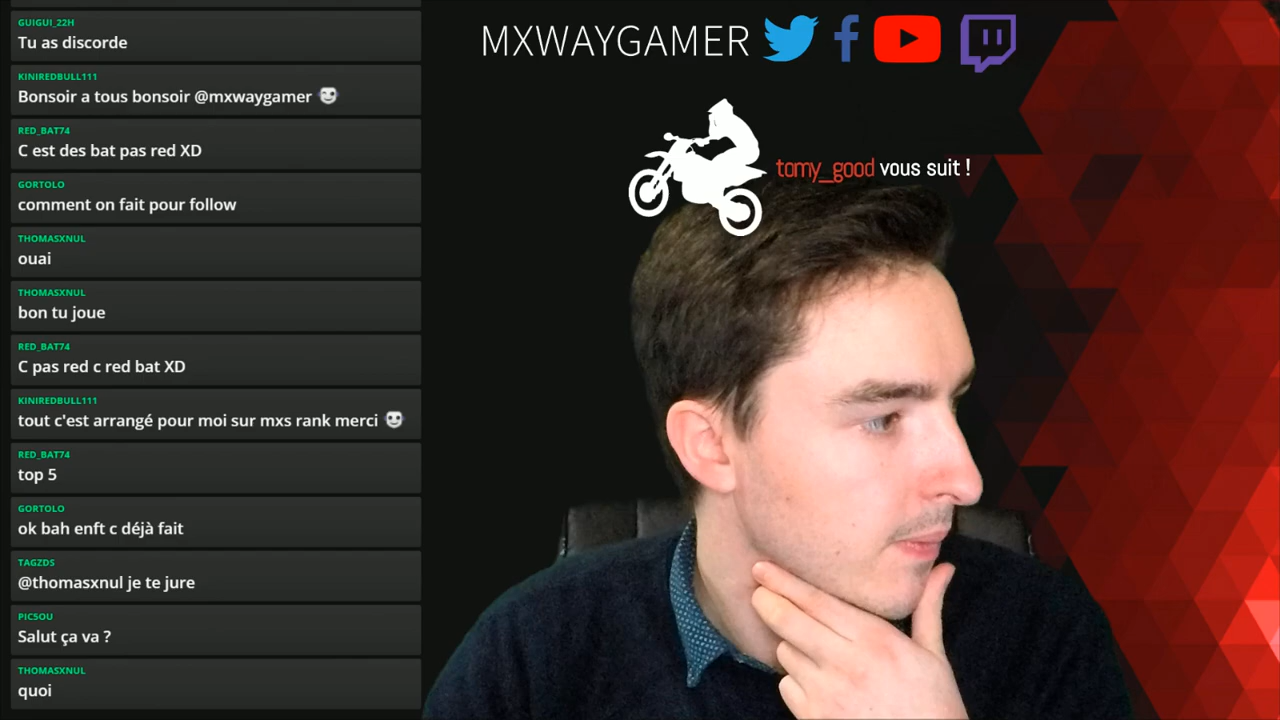 GUIGUI_22H
Tu as discorde
KINIREDBULL111
Bonsoir a tous bonsoir @mxwaygamer
RED_BAT74
C est des bat pas red XD
GORTOLO
comment on fait pour follow
THOMASXNUL
ouai
THOMASXNUL
bon tu joue
RED_BAT74
C pas red c red bat XD
KINIREDBULL111
tout c'est arrangé pour moi sur mxs rank merci
RED_BAT74
top 5
GORTOLO
ok bah enft c déjà fait
TAGZDS
@thomasxnul je te jure
PIC5OU
Salut ça va ?
THOMASXNUL
quoi
MXWAYGAMER
tomy_good vous suit !